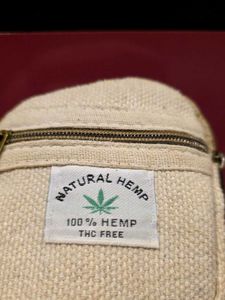 NATURAL HEMP
100% HEMP
THC FREE